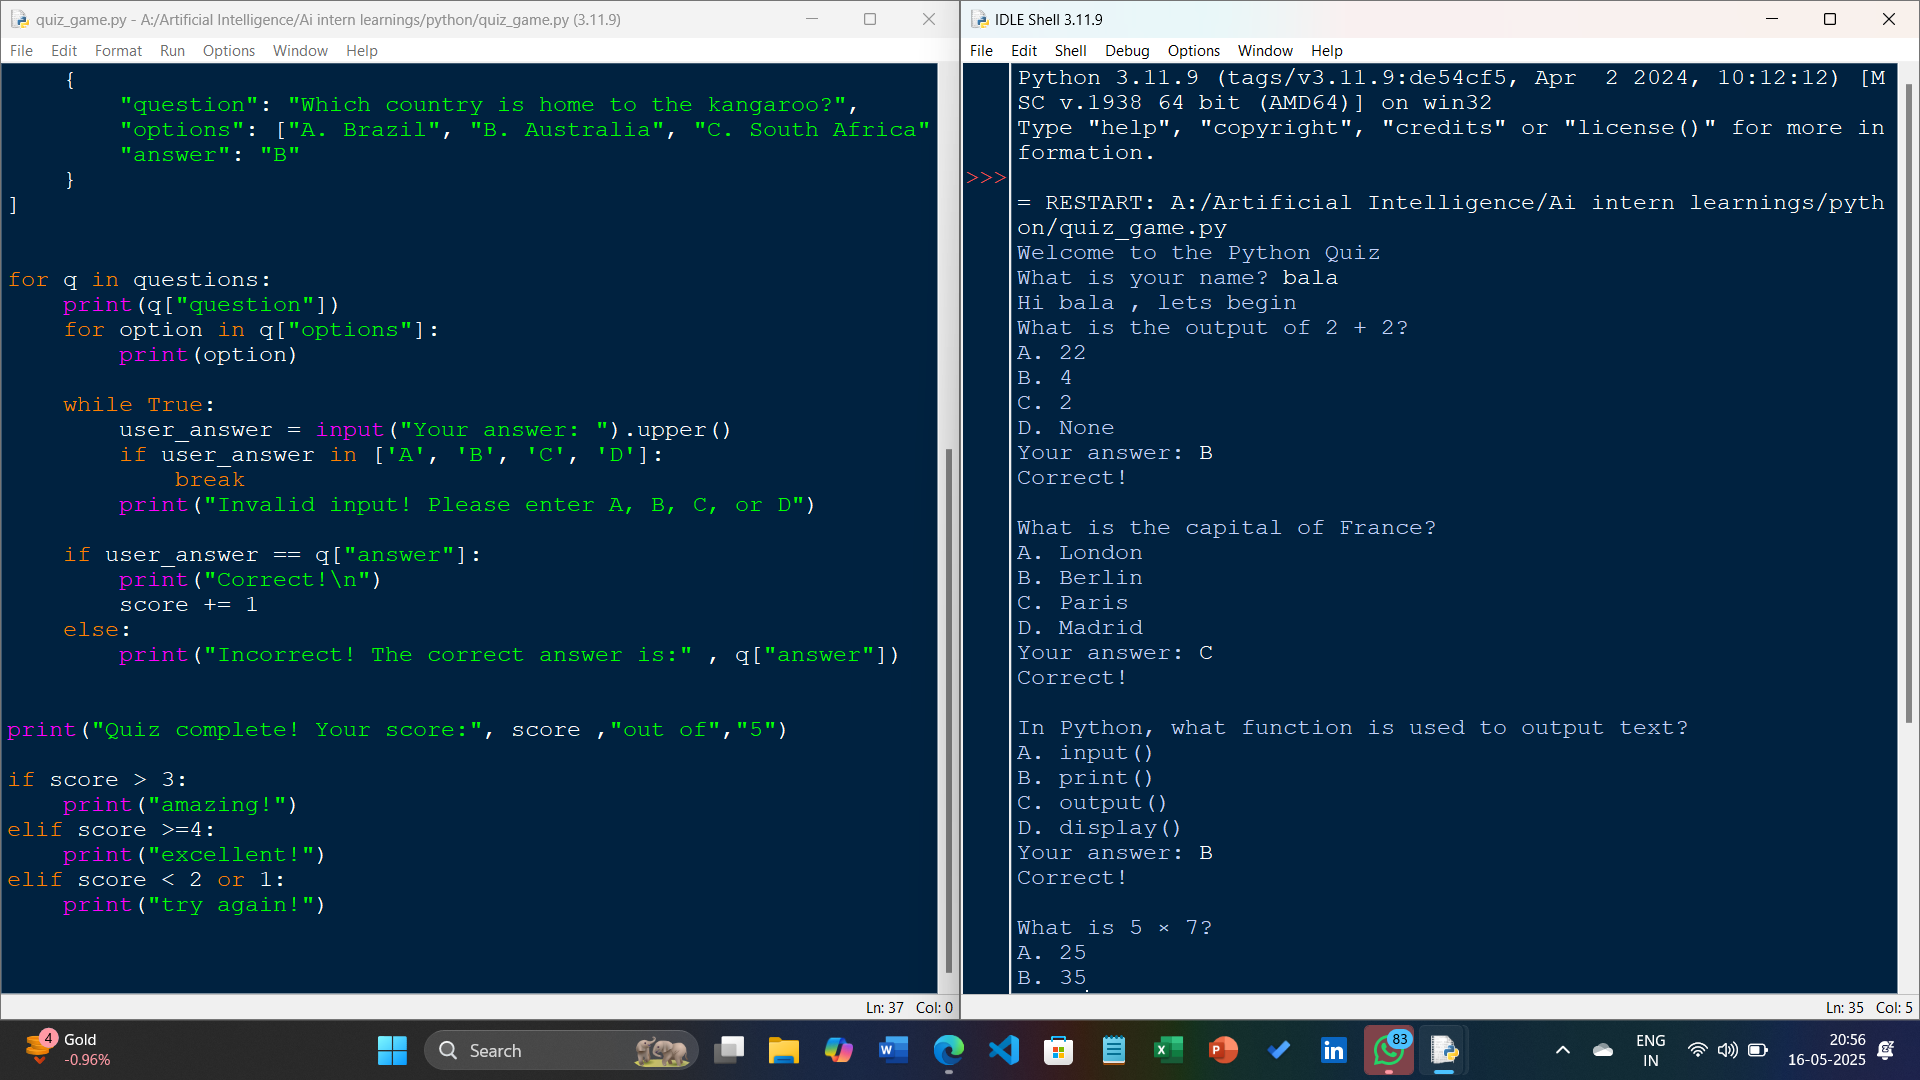 quiz_game.py - A:/Artificial Intelligence/Ai intern learnings/python/quiz_game.py (3.11.9)
File Edit Format Run Options Window Help
    {
        "question": "Which country is home to the kangaroo?",
        "options": ["A. Brazil", "B. Australia", "C. South Africa"
        "answer": "B"
    }
]
for q in questions:
    print(q["question"])
    for option in q["options"]:
        print(option)
    while True:
        user_answer = input("Your answer: ").upper()
        if user_answer in ['A', 'B', 'C', 'D']:
            break
        print("Invalid input! Please enter A, B, C, or D")
    if user_answer == q["answer"]:
        print("Correct!\n")
        score += 1
    else:
        print("Incorrect! The correct answer is:" , q["answer"])
print("Quiz complete! Your score:", score ,"out of","5")
if score > 3:
    print("amazing!")
elif score >=4:
    print("excellent!")
elif score < 2 or 1:
    print("try again!")
Ln: 37 Col: 0
IDLE Shell 3.11.9
File Edit Shell Debug Options Window Help
Python 3.11.9 (tags/v3.11.9:de54cf5, Apr  2 2024, 10:12:12) [M
SC v.1938 64 bit (AMD64)] on win32
Type "help", "copyright", "credits" or "license()" for more in
formation.
>>>
= RESTART: A:/Artificial Intelligence/Ai intern learnings/pyth
on/quiz_game.py
Welcome to the Python Quiz
What is your name? bala
Hi bala , lets begin
What is the output of 2 + 2?
A. 22
B. 4
C. 2
D. None
Your answer: B
Correct!
What is the capital of France?
A. London
B. Berlin
C. Paris
D. Madrid
Your answer: C
Correct!
In Python, what function is used to output text?
A. input()
B. print()
C. output()
D. display()
Your answer: B
Correct!
What is 5 × 7?
A. 25
B. 35
Ln: 35 Col: 5
4
Gold
-0.96%
Search
83
ENG
IN
20:56
16-05-2025